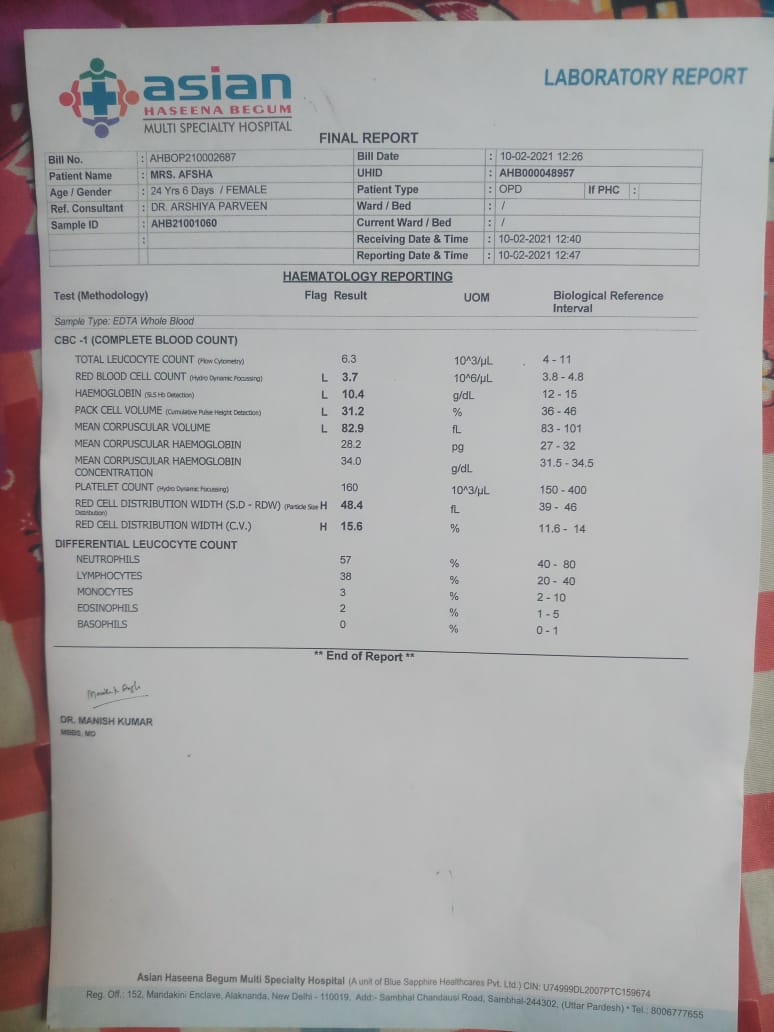 asian
HASEENA BEGUM
MULTI SPECIALTY HOSPITAL
LABORATORY REPORT
FINAL REPORT
Bill No. : AHBOP210002687 Bill Date : 10-02-2021 12:26
Patient Name : MRS. AFSHA UHID : AHB000048957
Age / Gender : 24 Yrs 6 Days / FEMALE Patient Type : OPD If PHC :
Ref. Consultant : DR. ARSHIYA PARVEEN Ward / Bed : /
Sample ID : AHB21001060 Current Ward / Bed : /
: Receiving Date & Time : 10-02-2021 12:40
Reporting Date & Time : 10-02-2021 12:47
HAEMATOLOGY REPORTING
Test (Methodology) Flag Result UOM Biological Reference
Interval
Sample Type: EDTA Whole Blood
CBC -1 (COMPLETE BLOOD COUNT)
TOTAL LEUCOCYTE COUNT (Flow Cytometry) 6.3 10^3/µL 4 - 11
RED BLOOD CELL COUNT (Hydro Dynamic Focussing) L 3.7 10^6/µL 3.8 - 4.8
HAEMOGLOBIN (SLS Hb Detection) L 10.4 g/dL 12 - 15
PACK CELL VOLUME (Cumulative Pulse Height Detection) L 31.2 % 36 - 46
MEAN CORPUSCULAR VOLUME L 82.9 fL 83 - 101
MEAN CORPUSCULAR HAEMOGLOBIN 28.2 pg 27 - 32
MEAN CORPUSCULAR HAEMOGLOBIN 34.0 g/dL 31.5 - 34.5
CONCENTRATION
PLATELET COUNT (Hydro Dynamic Focussing) 160 10^3/µL 150 - 400
RED CELL DISTRIBUTION WIDTH (S.D - RDW) (Particle Size H 48.4 fL 39 - 46
Distribution)
RED CELL DISTRIBUTION WIDTH (C.V.) H 15.6 % 11.6 - 14
DIFFERENTIAL LEUCOCYTE COUNT
NEUTROPHILS 57 % 40 - 80
LYMPHOCYTES 38 % 20 - 40
MONOCYTES 3 % 2 - 10
EOSINOPHILS 2 % 1 - 5
BASOPHILS 0 % 0 - 1
** End of Report **
DR. MANISH KUMAR
MBBS, MD
Asian Haseena Begum Multi Specialty Hospital (A unit of Blue Sapphire Healthcares Pvt. Ltd.) CIN: U74999DL2007PTC159674
Reg. Off.: 152, Mandakini Enclave, Alaknanda, New Delhi - 110019, Add:- Sambhal Chandausi Road, Sambhal-244302, (Uttar Pardesh) * Tel.: 8006777655